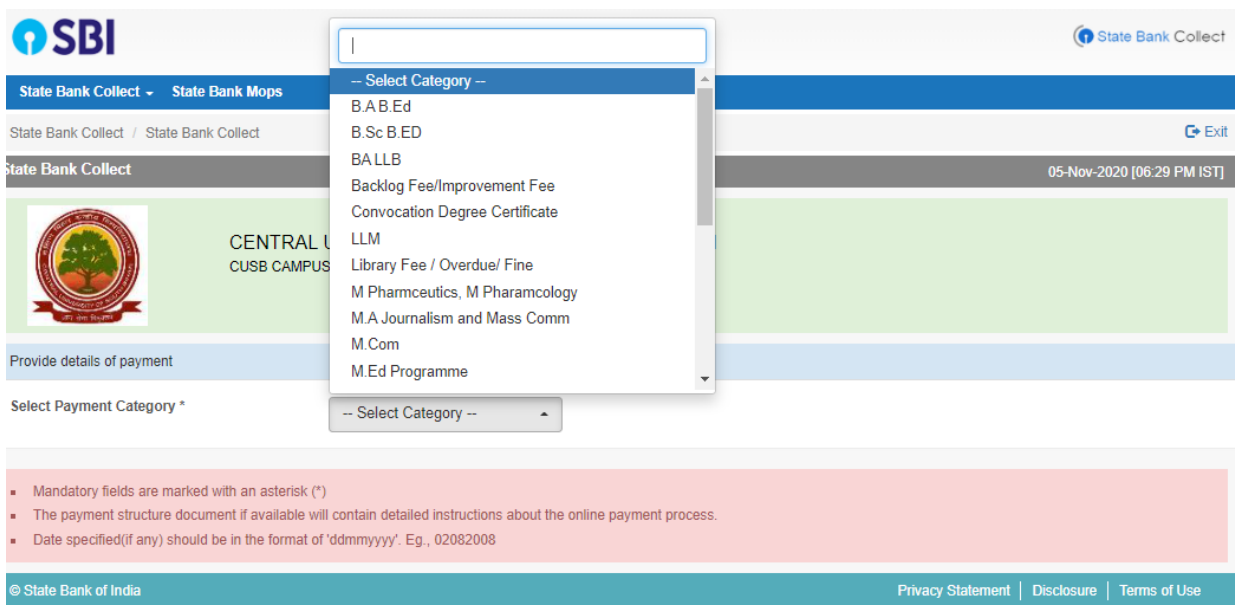 SBI
State Bank Collect
State Bank Collect State Bank Mops
State Bank Collect / State Bank Collect
Exit
State Bank Collect
05-Nov-2020 [06:29 PM IST]
CENTRAL
CUSB CAMPUS
-- Select Category --
B.A B.Ed
B.Sc B.ED
BA LLB
Backlog Fee/Improvement Fee
Convocation Degree Certificate
LLM
Library Fee / Overdue/ Fine
M Pharmceutics, M Pharamcology
M.A Journalism and Mass Comm
M.Com
M.Ed Programme
Provide details of payment
Select Payment Category *
-- Select Category --
Mandatory fields are marked with an asterisk (*)
The payment structure document if available will contain detailed instructions about the online payment process.
Date specified(if any) should be in the format of 'ddmmyyyy'. Eg., 02082008
© State Bank of India
Privacy Statement | Disclosure | Terms of Use